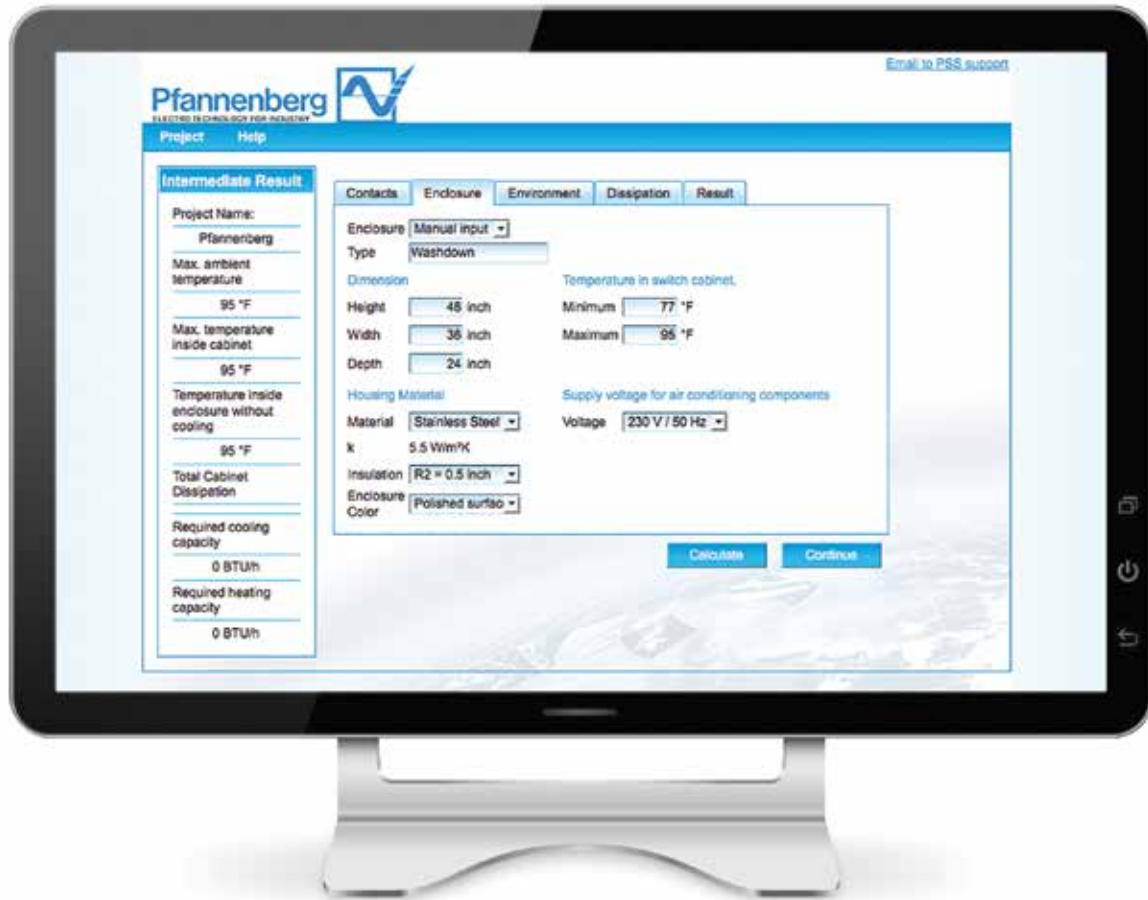 Email to PSS support
Pfannenberg
ELECTRO TECHNOLOGY FOR INDUSTRY
Project Help
Intermediate Result
Project Name:
Pfannenberg
Max. ambient
temperature
95 °F
Max. temperature
inside cabinet
95 °F
Temperature inside
enclosure without
cooling
95 °F
Total Cabinet
Dissipation
Required cooling
capacity
0 BTU/h
Required heating
capacity
0 BTU/h
Contacts Enclosure Environment Dissipation Result
Enclosure Manual input
Type Washdown
Dimension Temperature in switch cabinet.
Height 48 inch Minimum 77 °F
Width 36 inch Maximum 95 °F
Depth 24 inch
Housing Material Supply voltage for air conditioning components
Material Stainless Steel Voltage 230 V / 50 Hz
k 5.5 W/m²K
Insulation R2 = 0.5 inch
Enclosure
Color Polished surfac
Calculate Continue